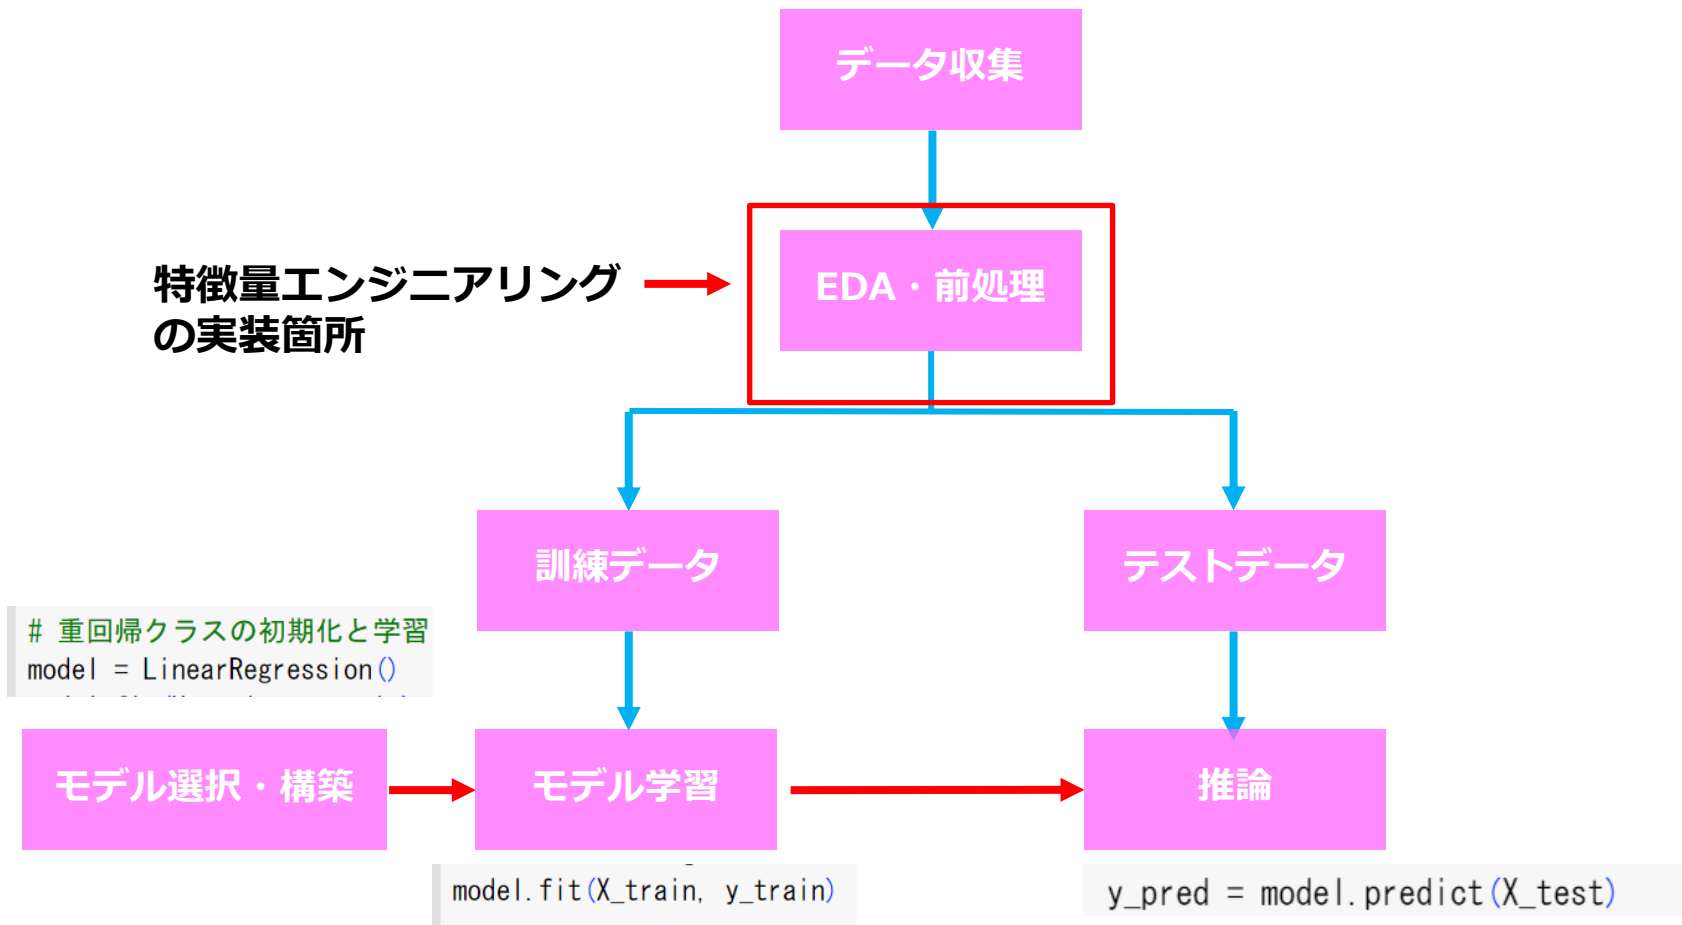 データ収集
特徴量エンジニアリング
の実装箇所
EDA・前処理
訓練データ
テストデータ
# 重回帰クラスの初期化と学習
model = LinearRegression()
モデル選択・構築
モデル学習
推論
model.fit(X_train, y_train)
y_pred = model.predict(X_test)